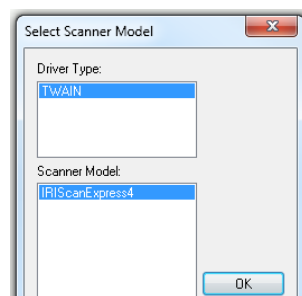 Select Scanner Model
Driver Type:
TWAIN
Scanner Model:
IRIScanExpress4
OK